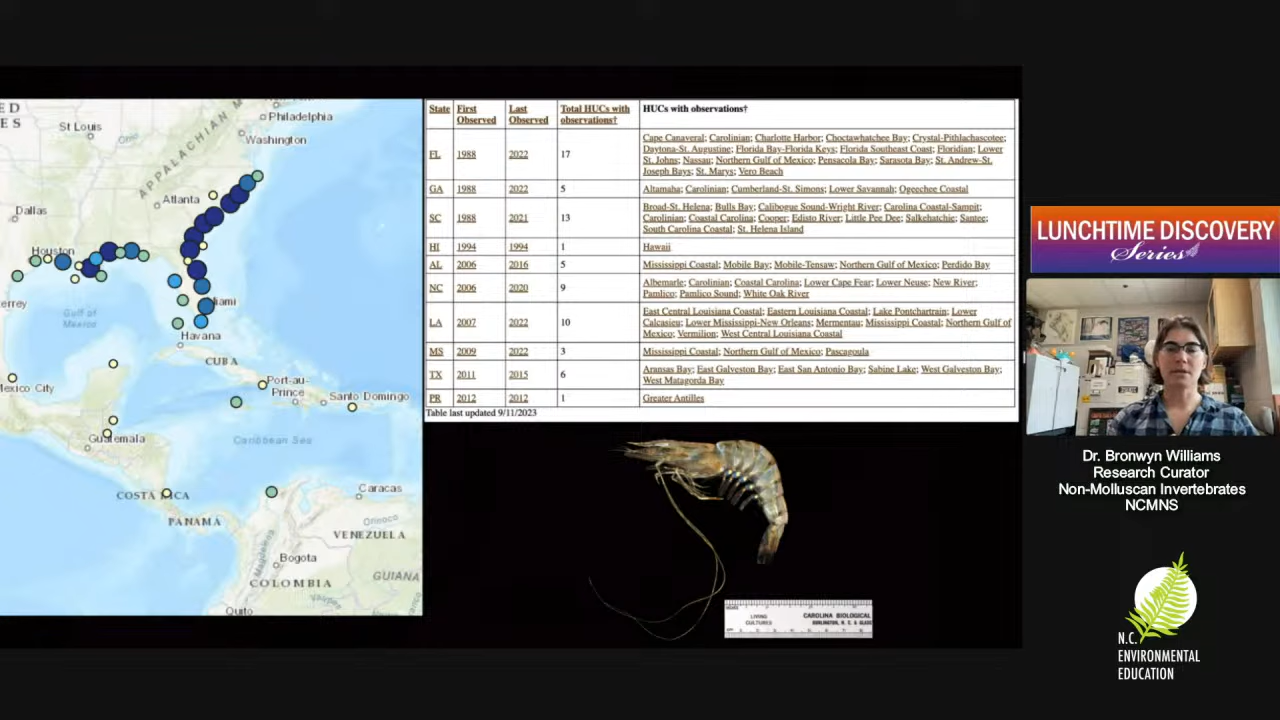 ED
ES
St Louis
Ohio
APPALACHIAN M
Philadelphia
Washington
Atlanta
Dallas
Houston
errey
Gulf of
Mexico
iami
Havana
CUBA
exico City
Port-au-
Prince
Santo Domingo
Guatemala
Caribbean Sea
COSTA RICA
Caracas
PANAMA
Orinoco
VENEZUELA
Magdalena
Bogota
COLOMBIA
GUIANA
Quito
State First Observed Last Observed Total HUCs with observations† HUCs with observations†
FL 1988 2022 17 Cape Canaveral; Carolinian; Charlotte Harbor; Choctawhatchee Bay; Crystal-Pithlachascotee;
Daytona-St. Augustine; Florida Bay-Florida Keys; Florida Southeast Coast; Floridian; Lower
St. Johns; Nassau; Northern Gulf of Mexico; Pensacola Bay; Sarasota Bay; St. Andrew-St.
Joseph Bays; St. Marys; Vero Beach
GA 1988 2022 5 Altamaha; Carolinian; Cumberland-St. Simons; Lower Savannah; Ogeechee Coastal
SC 1988 2021 13 Broad-St. Helena; Bulls Bay; Calibogue Sound-Wright River; Carolina Coastal-Sampit;
Carolinian; Coastal Carolina; Cooper; Edisto River; Little Pee Dee; Salkehatchie; Santee;
South Carolina Coastal; St. Helena Island
HI 1994 1994 1 Hawaii
AL 2006 2016 5 Mississippi Coastal; Mobile Bay; Mobile-Tensaw; Northern Gulf of Mexico; Perdido Bay
NC 2006 2020 9 Albemarle; Carolinian; Coastal Carolina; Lower Cape Fear; Lower Neuse; New River;
Pamlico; Pamlico Sound; White Oak River
LA 2007 2022 10 East Central Louisiana Coastal; Eastern Louisiana Coastal; Lake Pontchartrain; Lower
Calcasieu; Lower Mississippi-New Orleans; Mermentau; Mississippi Coastal; Northern Gulf of
Mexico; Vermilion; West Central Louisiana Coastal
MS 2009 2022 3 Mississippi Coastal; Northern Gulf of Mexico; Pascagoula
TX 2011 2015 6 Aransas Bay; East Galveston Bay; East San Antonio Bay; Sabine Lake; West Galveston Bay;
West Matagorda Bay
PR 2012 2012 1 Greater Antilles
Table last updated 9/11/2023
LIVING
CULTURES
CAROLINA BIOLOGICAL
LUNCHTIME DISCOVERY
Series
Dr. Bronwyn Williams
Research Curator
Non-Molluscan Invertebrates
NCMNS
N.C.
ENVIRONMENTAL
EDUCATION